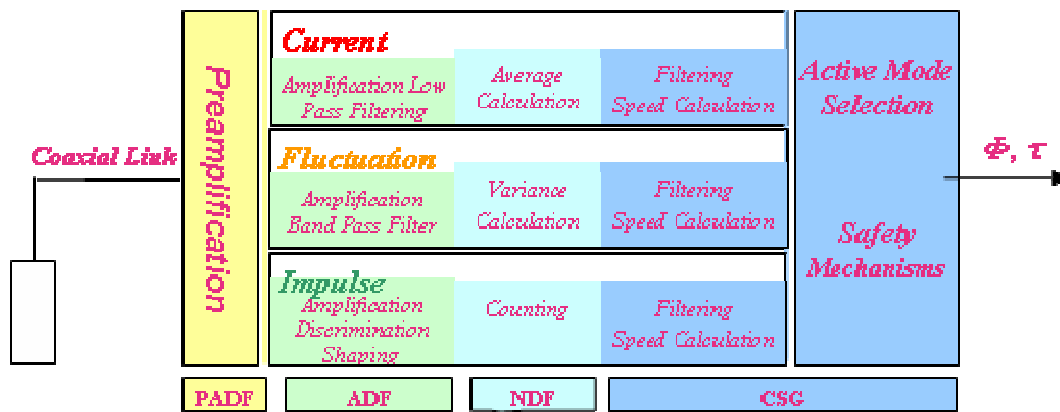 Coaxial Link
Preamplification
Current
Amplification Low
Pass Filtering
Average
Calculation
Filtering
Speed Calculation
Fluctuation
Amplification
Band Pass Filter
Variance
Calculation
Filtering
Speed Calculation
Impulse
Amplification
Discrimination
Shaping
Counting
Filtering
Speed Calculation
Active Mode
Selection
Safety
Mechanisms
Φ, τ
PADF
ADF
NDF
CSG